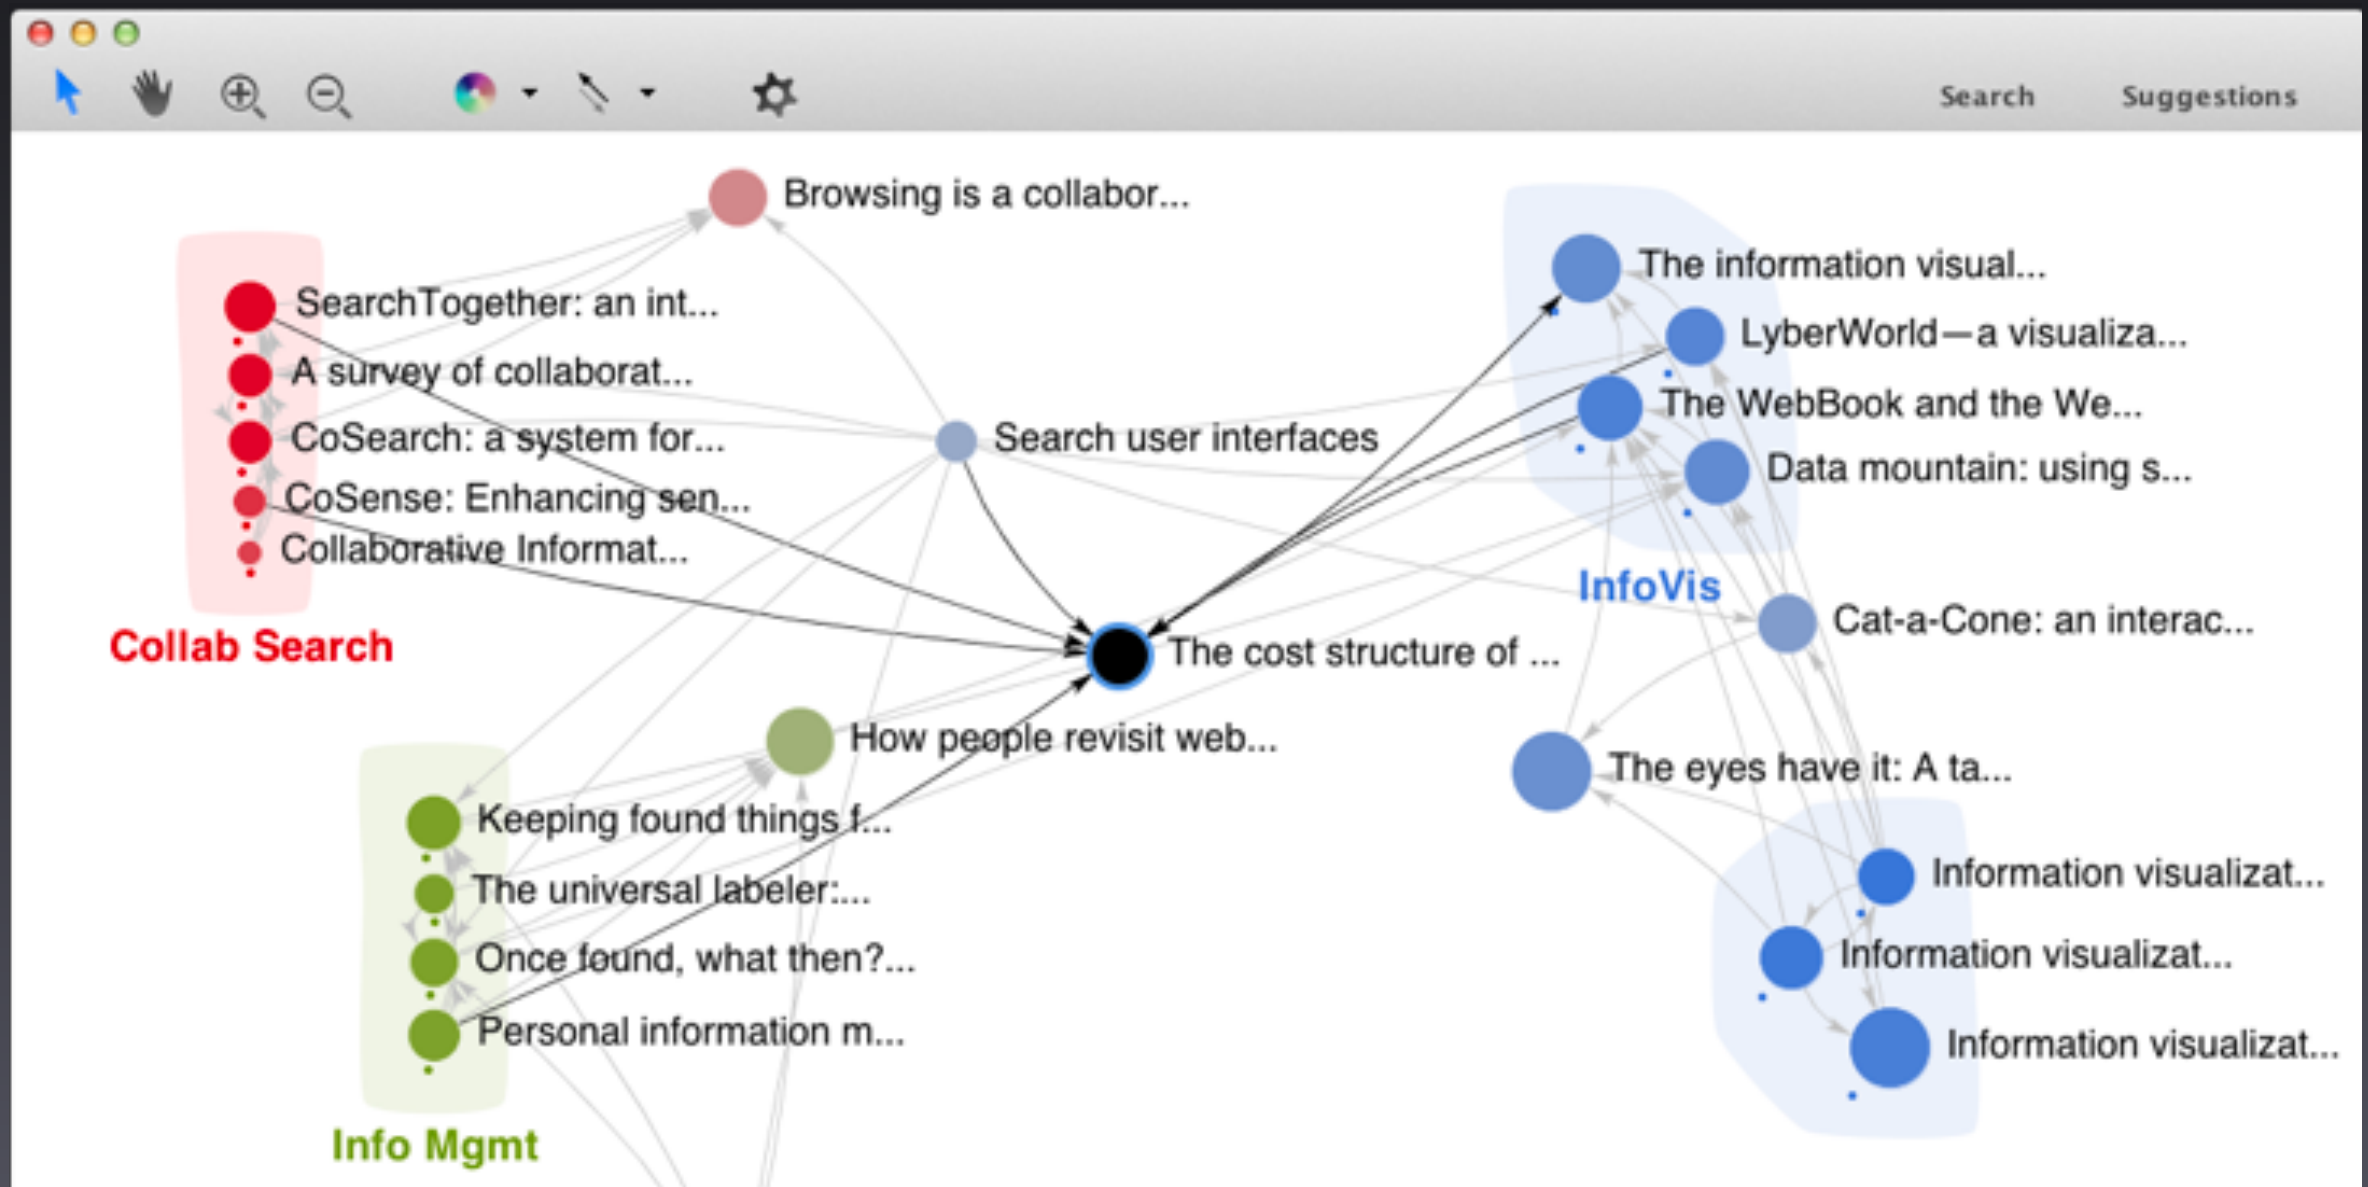 Search Suggestions
Browsing is a collabor...
The information visual...
SearchTogether: an int...
LyberWorld—a visualiza...
A survey of collaborat...
The WebBook and the We...
CoSearch: a system for...
Search user interfaces
Data mountain: using s...
CoSense: Enhancing sen...
Collaborative Informat...
InfoVis
Cat-a-Cone: an interac...
Collab Search
The cost structure of ...
How people revisit web...
The eyes have it: A ta...
Keeping found things f...
Information visualizat...
The universal labeler:...
Once found, what then?...
Information visualizat...
Personal information m...
Information visualizat...
Info Mgmt